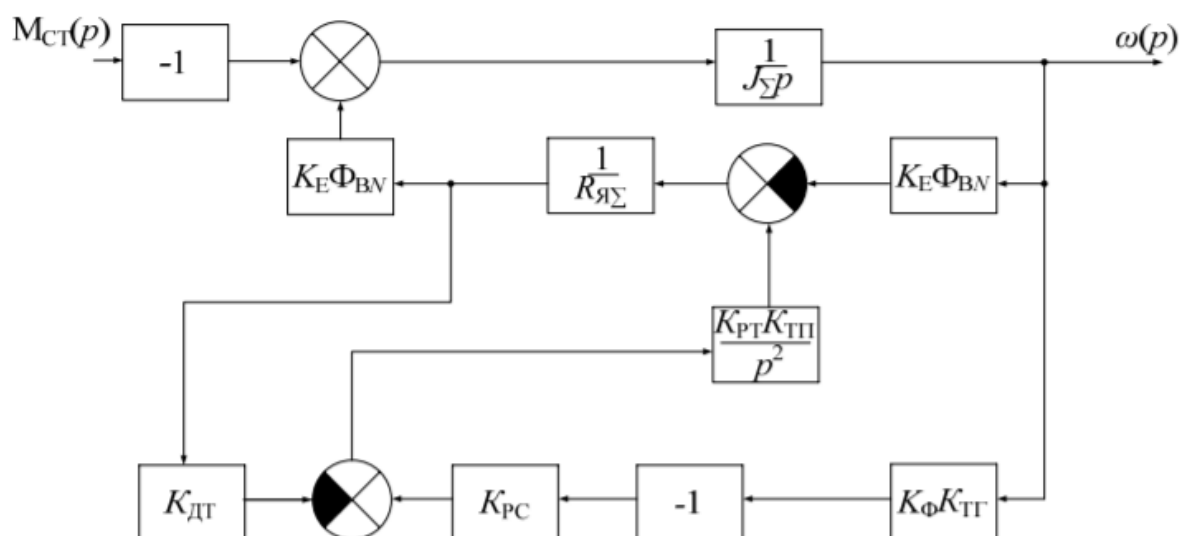 M_СТ(p)
-1
1
J_Σp
ω(p)
K_EΦ_BN
1
R_ЯΣ
K_EΦ_BN
K_РТK_ТП
p²
K_ДТ
K_РС
-1
K_ФK_ТГ